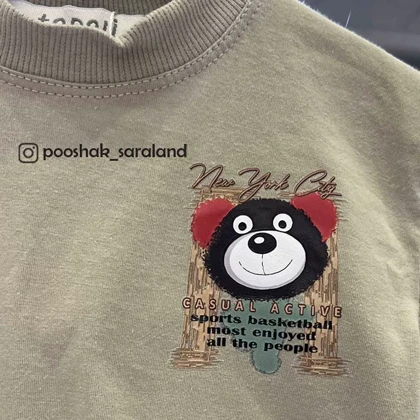 pooshak_saraland
New York City
CASUAL ACTIVE
sports basketball
most enjoyed
all the people